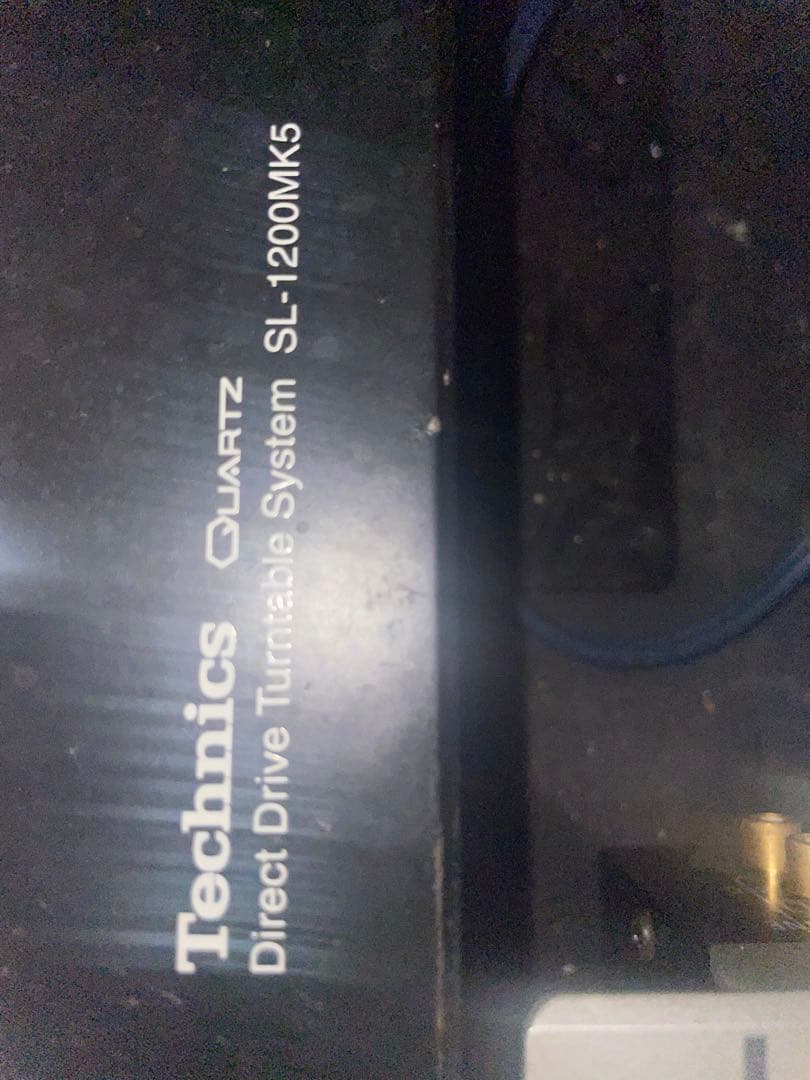 Technics QUARTZ
Direct Drive Turntable System SL-1200MK5